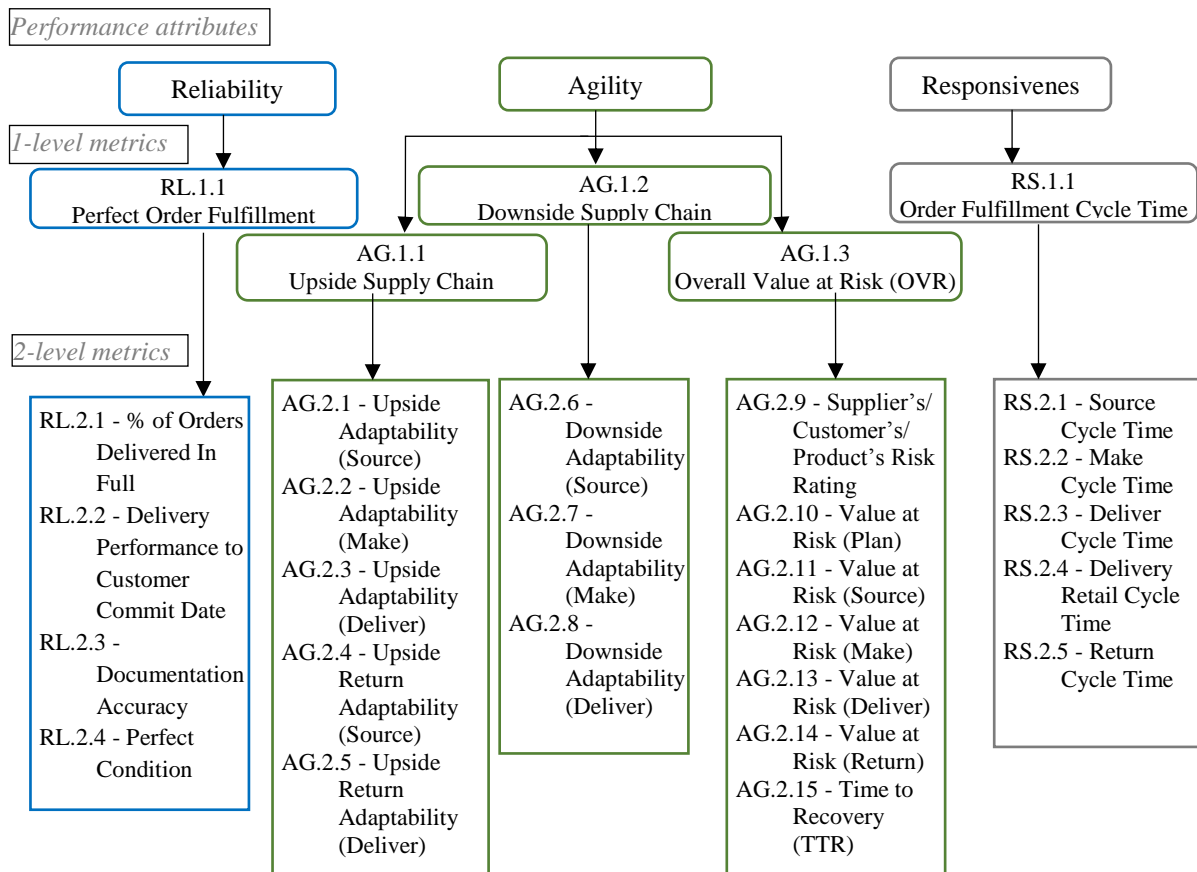 Performance attributes
Reliability
Agility
Responsivenes
1-level metrics
RL.1.1
Perfect Order Fulfillment
AG.1.2
Downside Supply Chain
RS.1.1
Order Fulfillment Cycle Time
AG.1.1
Upside Supply Chain
AG.1.3
Overall Value at Risk (OVR)
2-level metrics
RL.2.1 - % of Orders
Delivered In
Full
RL.2.2 - Delivery
Performance to
Customer
Commit Date
RL.2.3 -
Documentation
Accuracy
RL.2.4 - Perfect
Condition
AG.2.1 - Upside
Adaptability
(Source)
AG.2.2 - Upside
Adaptability
(Make)
AG.2.3 - Upside
Adaptability
(Deliver)
AG.2.4 - Upside
Return
Adaptability
(Source)
AG.2.5 - Upside
Return
Adaptability
(Deliver)
AG.2.6 -
Downside
Adaptability
(Source)
AG.2.7 -
Downside
Adaptability
(Make)
AG.2.8 -
Downside
Adaptability
(Deliver)
AG.2.9 - Supplier’s/
Customer’s/
Product’s Risk
Rating
AG.2.10 - Value at
Risk (Plan)
AG.2.11 - Value at
Risk (Source)
AG.2.12 - Value at
Risk (Make)
AG.2.13 - Value at
Risk (Deliver)
AG.2.14 - Value at
Risk (Return)
AG.2.15 - Time to
Recovery
(TTR)
RS.2.1 - Source
Cycle Time
RS.2.2 - Make
Cycle Time
RS.2.3 - Deliver
Cycle Time
RS.2.4 - Delivery
Retail Cycle
Time
RS.2.5 - Return
Cycle Time